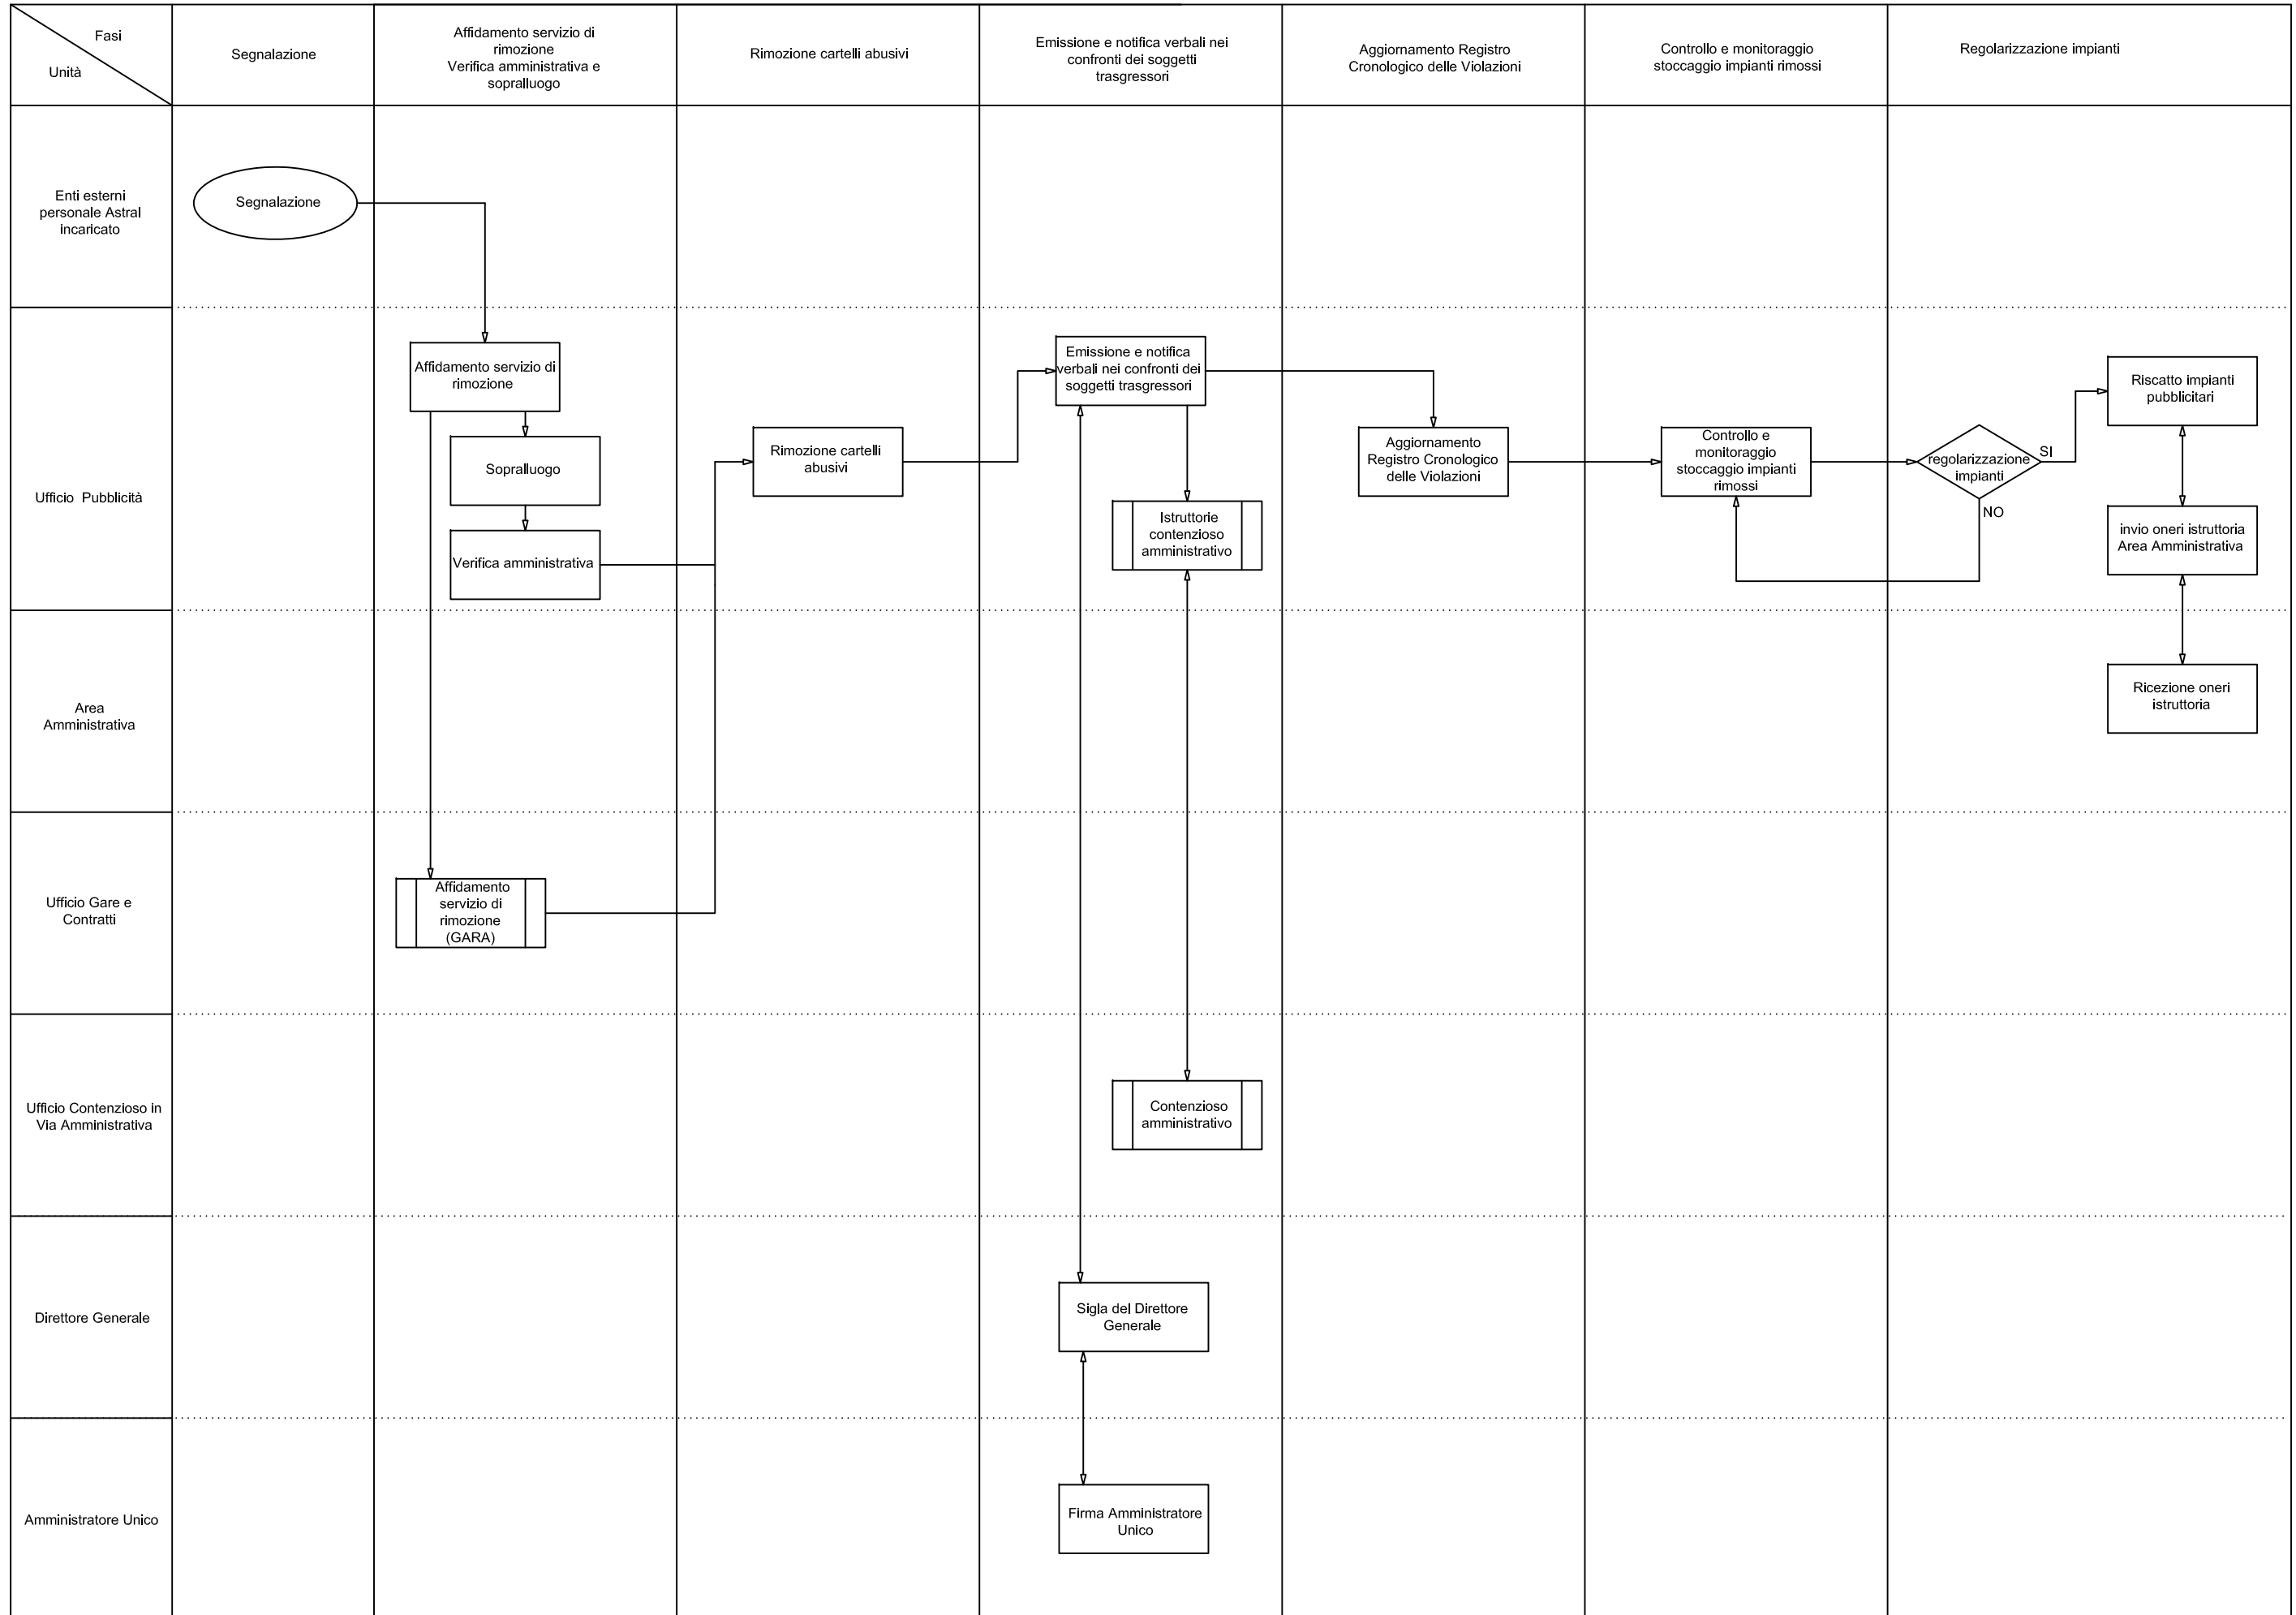 Fasi
Unità
Segnalazione
Affidamento servizio di
rimozione
Verifica amministrativa e
sopralluogo
Rimozione cartelli abusivi
Emissione e notifica verbali nei
confronti dei soggetti
trasgressori
Aggiornamento Registro
Cronologico delle Violazioni
Controllo e monitoraggio
stoccaggio impianti rimossi
Regolarizzazione impianti
Enti esterni
personale Astral
incaricato
Segnalazione
Ufficio Pubblicità
Affidamento servizio di
rimozione
Sopralluogo
Verifica amministrativa
Rimozione cartelli
abusivi
Emissione e notifica
verbali nei confronti dei
soggetti trasgressori
Istruttorie
contenzioso
amministrativo
Aggiornamento
Registro Cronologico
delle Violazioni
Controllo e
monitoraggio
stoccaggio impianti
rimossi
regolarizzazione
impianti
SI
NO
Riscatto impianti
pubblicitari
invio oneri istruttoria
Area Amministrativa
Area
Amministrativa
Ricezione oneri
istruttoria
Ufficio Gare e
Contratti
Affidamento
servizio di
rimozione
(GARA)
Ufficio Contenzioso in
Via Amministrativa
Contenzioso
amministrativo
Direttore Generale
Sigla del Direttore
Generale
Amministratore Unico
Firma Amministratore
Unico